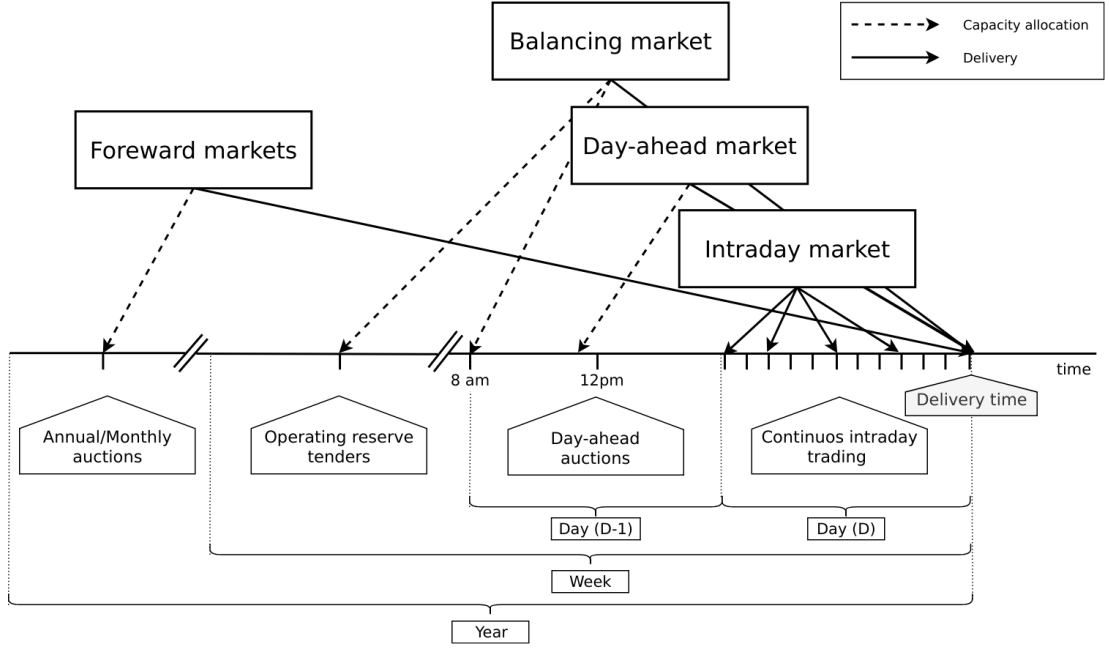 Balancing market
Capacity allocation
Delivery
Foreward markets
Day-ahead market
Intraday market
8 am
12pm
time
Delivery time
Annual/Monthly
auctions
Operating reserve
tenders
Day-ahead
auctions
Continuos intraday
trading
Day (D-1)
Day (D)
Week
Year